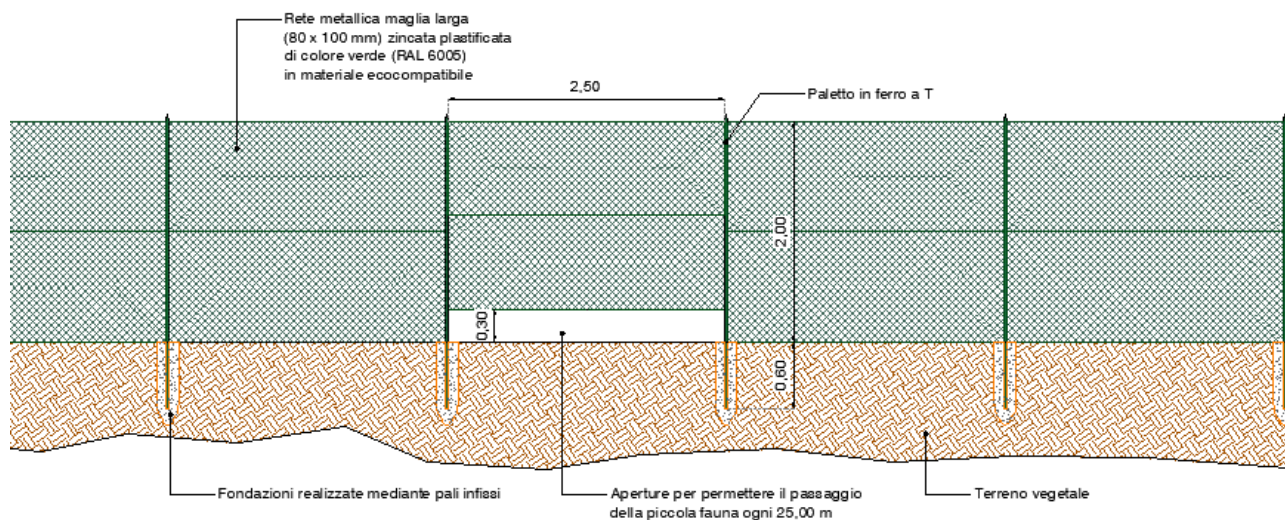 Rete metallica maglia larga
(80 x 100 mm) zincata plastificata
di colore verde (RAL 6005)
in materiale ecocompatibile
2,50
Paletto in ferro a T
2,00
0,30
0,60
Fondazioni realizzate mediante pali infissi
Aperture per permettere il passaggio
della piccola fauna ogni 25,00 m
Terreno vegetale